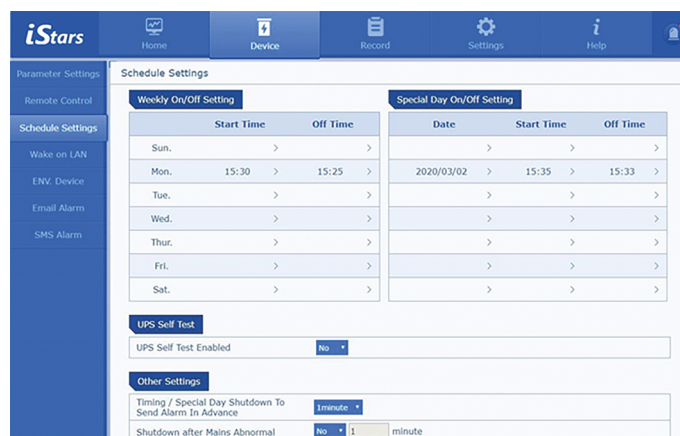 iStars
Home
Device
Record
Settings
Help
Parameter Settings
Remote Control
Schedule Settings
Wake on LAN
ENV. Device
Email Alarm
SMS Alarm
Schedule Settings
Weekly On/Off Setting
Start Time Off Time
Sun. > >
Mon. 15:30 > 15:25 >
Tue. > >
Wed. > >
Thur. > >
Fri. > >
Sat. > >
Special Day On/Off Setting
Date Start Time Off Time
> > >
2020/03/02 > 15:35 > 15:33 >
> > >
> > >
> > >
> > >
> > >
UPS Self Test
UPS Self Test Enabled No
Other Settings
Timing / Special Day Shutdown To
Send Alarm In Advance 1minute
Shutdown after Mains Abnormal No 1 minute